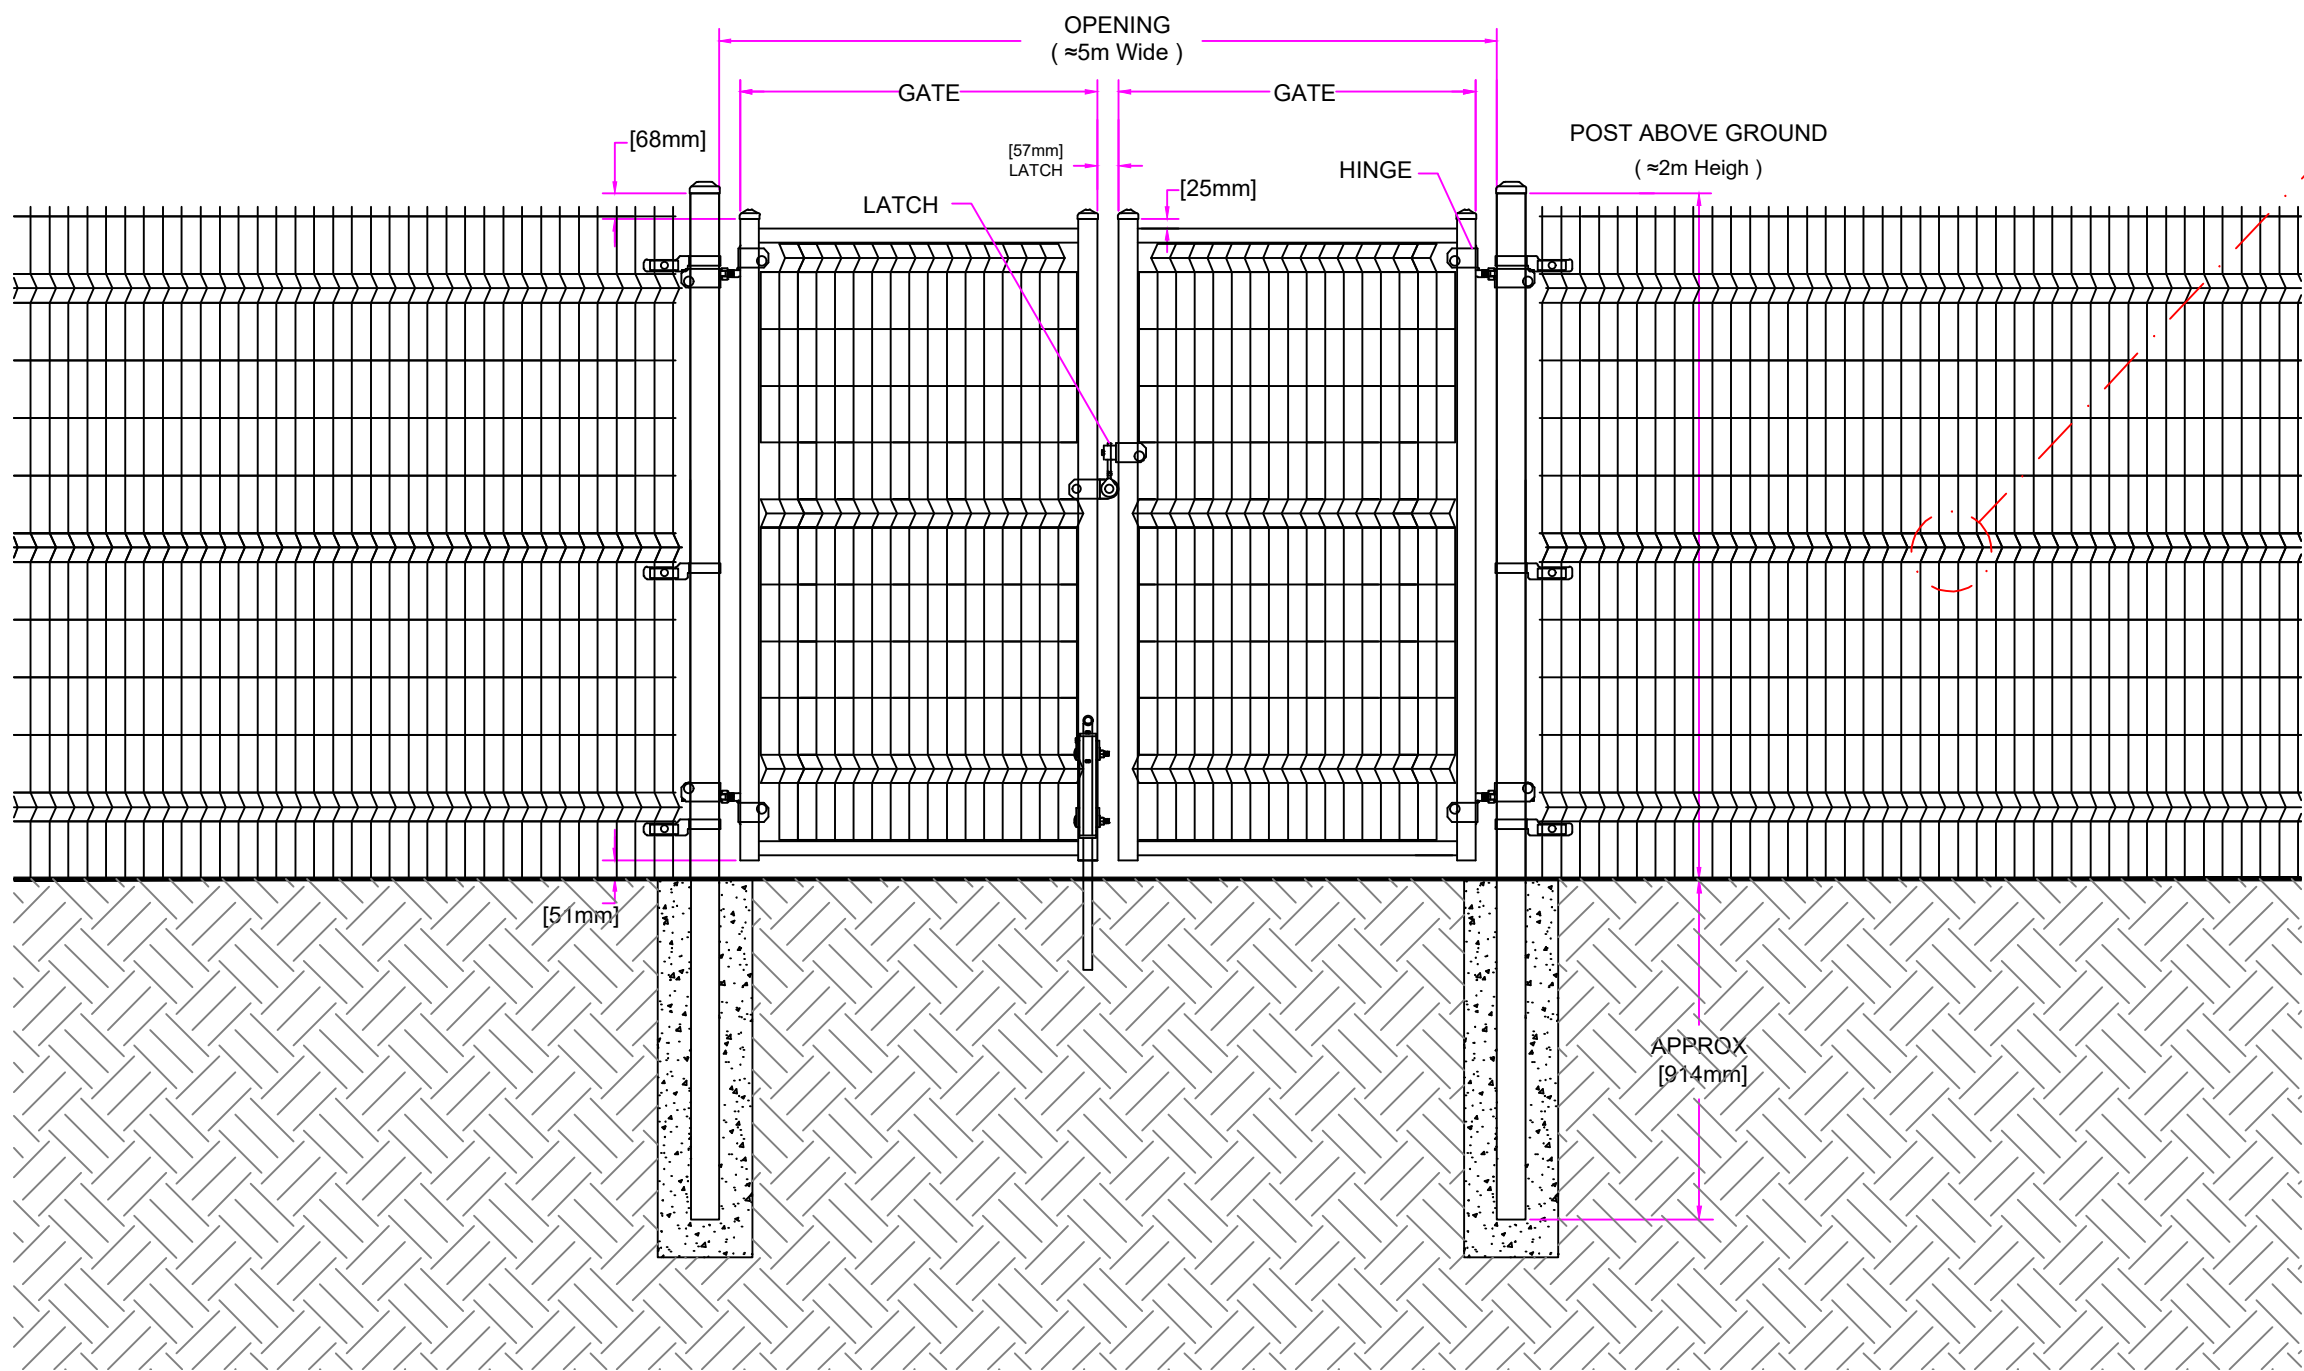 OPENING
( ≈5m Wide )
GATE
GATE
[68mm]
[57mm]
LATCH
HINGE
POST ABOVE GROUND
( ≈2m Heigh )
[25mm]
LATCH
[51mm]
APPROX
[914mm]